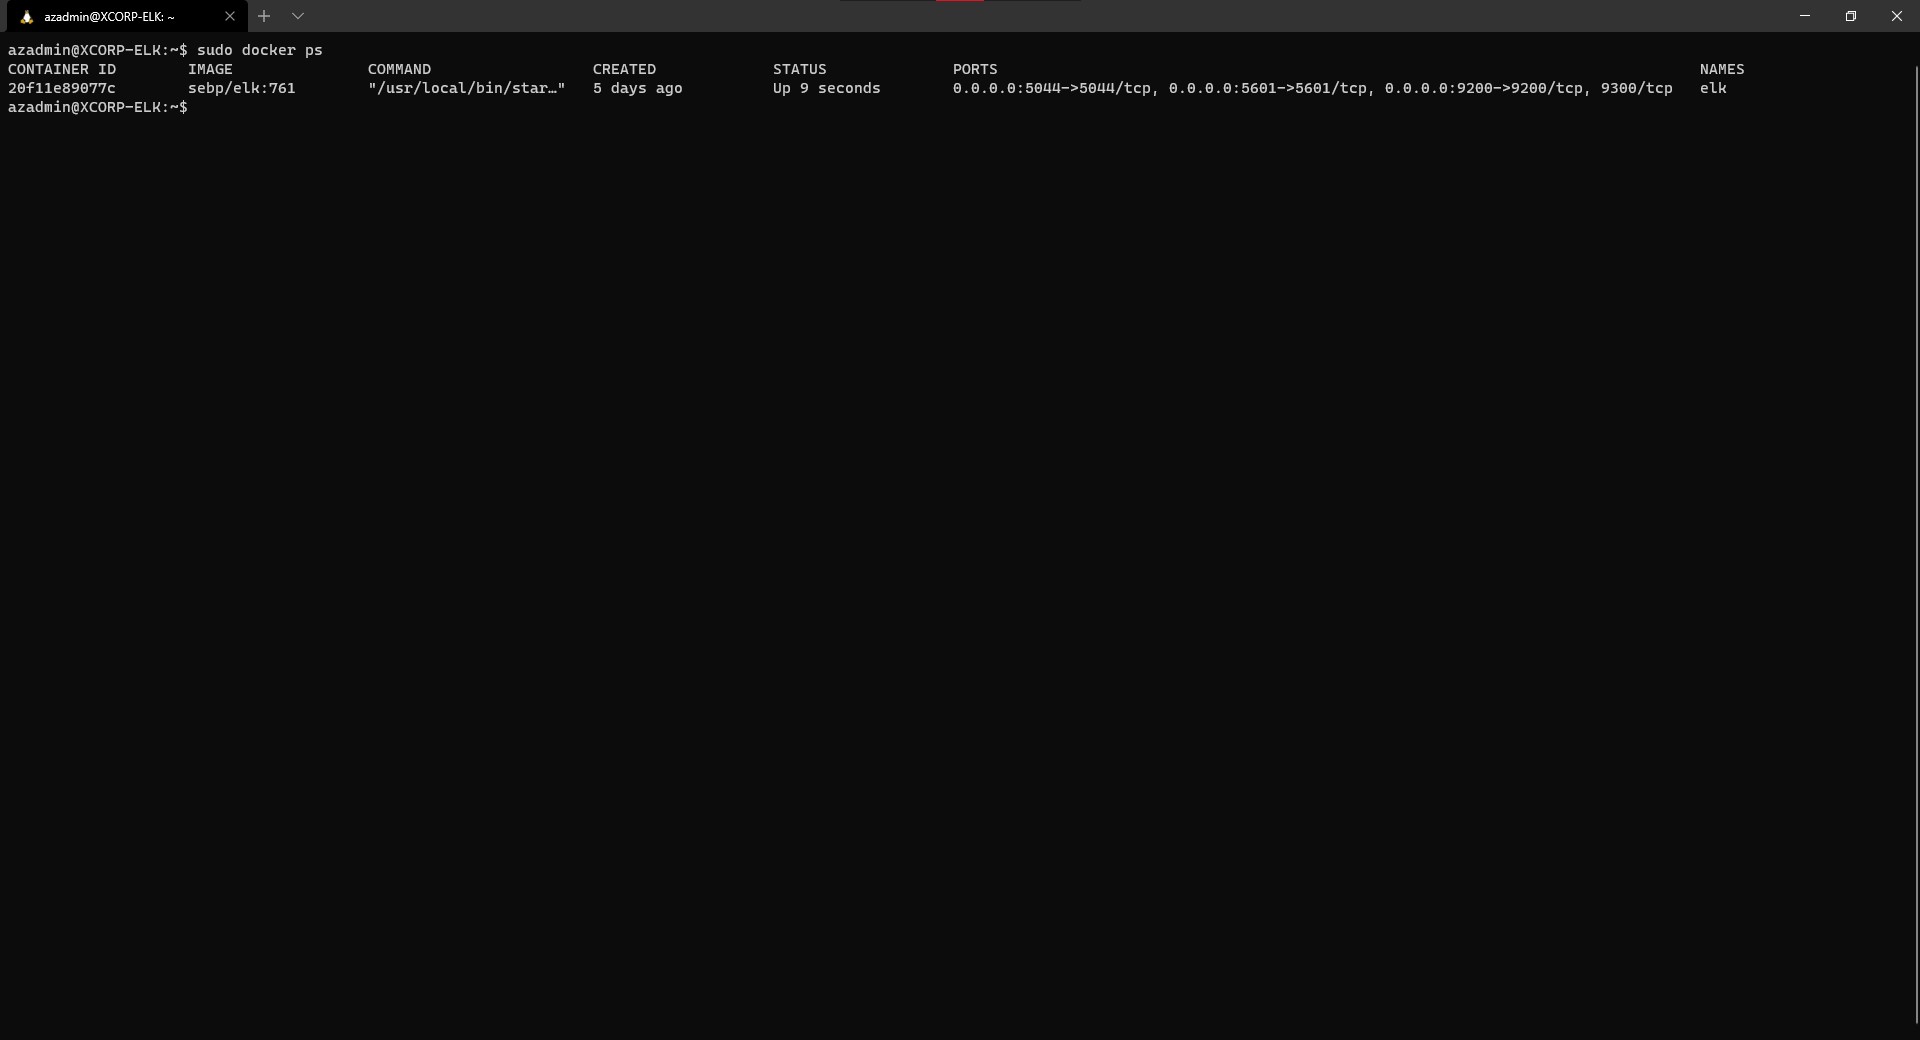 azadmin@XCORP-ELK: ~
azadmin@XCORP-ELK:~$ sudo docker ps
CONTAINER ID        IMAGE               COMMAND                  CREATED             STATUS              PORTS                                                                              NAMES
20f11e89077c        sebp/elk:761        "/usr/local/bin/star…"   5 days ago          Up 9 seconds        0.0.0.0:5044->5044/tcp, 0.0.0.0:5601->5601/tcp, 0.0.0.0:9200->9200/tcp, 9300/tcp   elk
azadmin@XCORP-ELK:~$